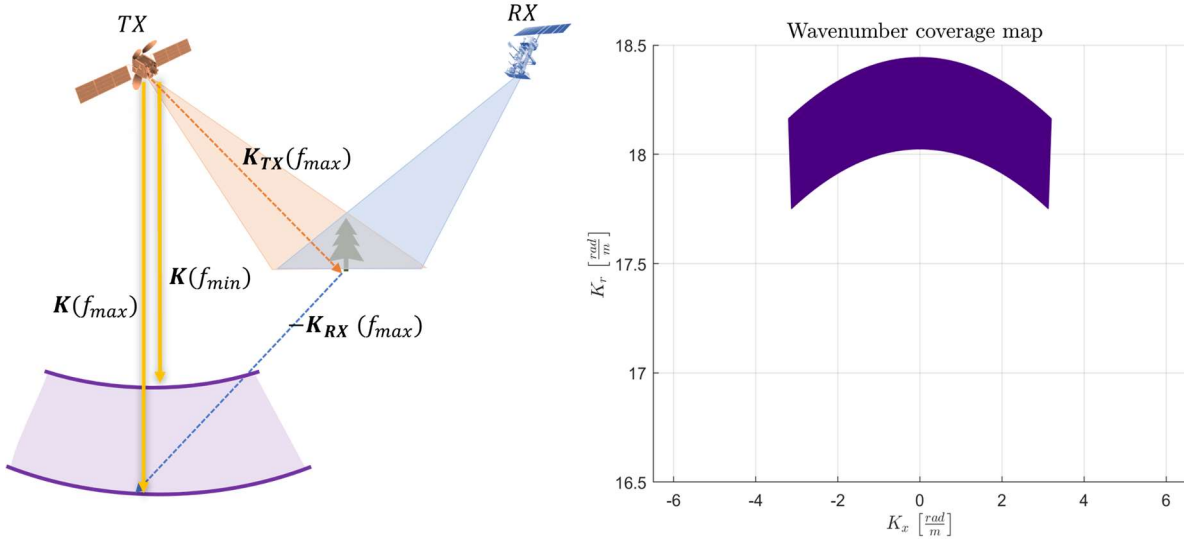 TX
RX
K_TX(f_max)
K(f_min)
K(f_max)
−K_RX (f_max)
Wavenumber coverage map
18.5
18
17.5
17
16.5
K_r [rad/m]
-6
-4
-2
0
2
4
6
K_x [rad/m]